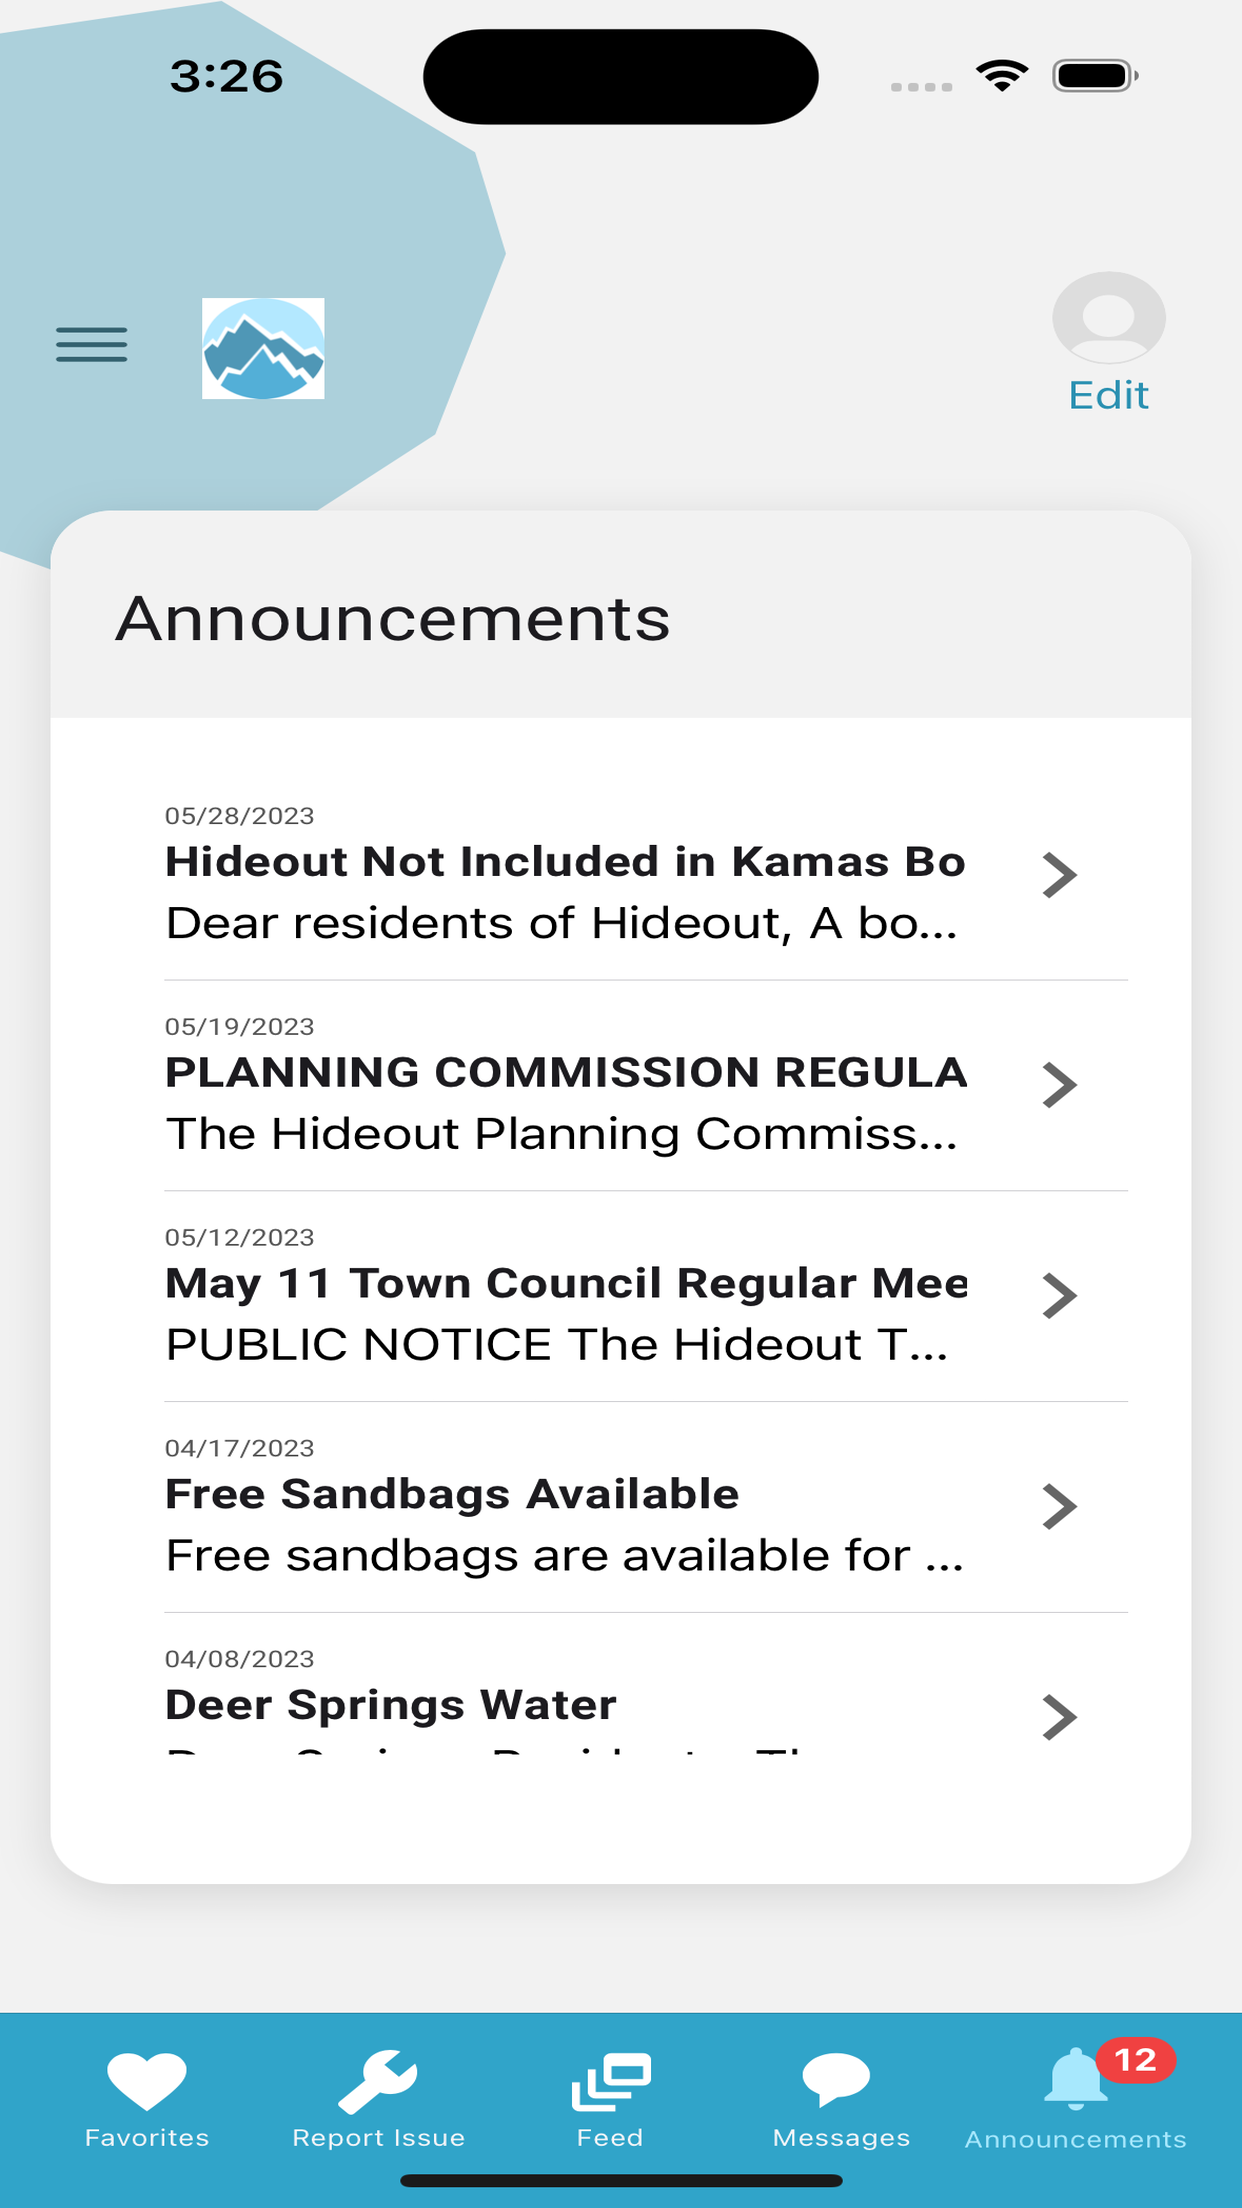 3:26
Edit
Announcements
05/28/2023
Hideout Not Included in Kamas Bo
Dear residents of Hideout, A bo...
05/19/2023
PLANNING COMMISSION REGULA
The Hideout Planning Commiss...
05/12/2023
May 11 Town Council Regular Mee
PUBLIC NOTICE The Hideout T...
04/17/2023
Free Sandbags Available
Free sandbags are available for ...
04/08/2023
Deer Springs Water
12
Favorites
Report Issue
Feed
Messages
Announcements